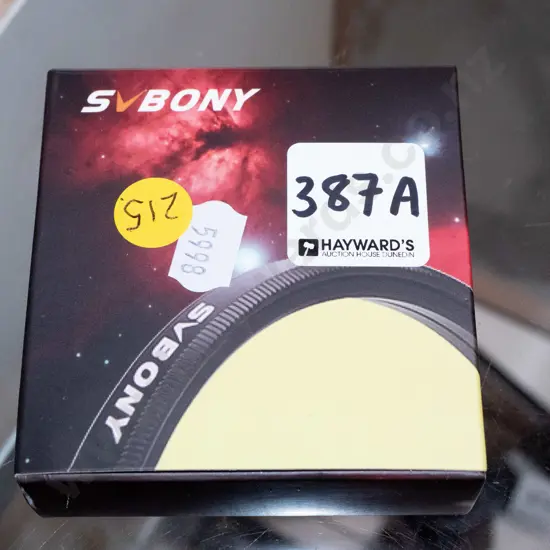 SVBONY
387A
HAYWARD'S
AUCTION HOUSE DUNEDIN
215
5998
SVBONY